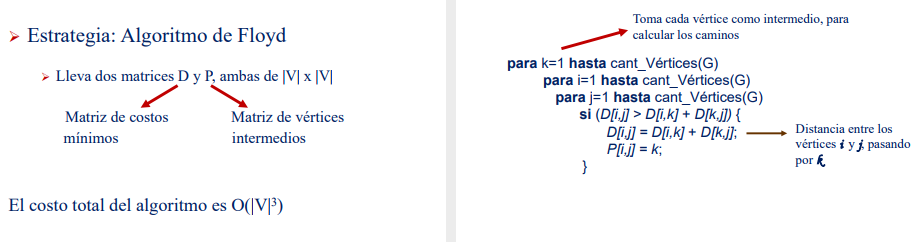 Estrategia: Algoritmo de Floyd
Lleva dos matrices D y P, ambas de |V| x |V|
Matriz de costos
mínimos
Matriz de vértices
intermedios
El costo total del algoritmo es O(|V|³)
Toma cada vértice como intermedio, para
calcular los caminos
para k=1 hasta cant_Vértices(G)
para i=1 hasta cant_Vértices(G)
para j=1 hasta cant_Vértices(G)
si (D[i,j] > D[i,k] + D[k,j]) {
D[i,j] = D[i,k] + D[k,j];
P[i,j] = k;
}
Distancia entre los
vértices i y j, pasando
por k